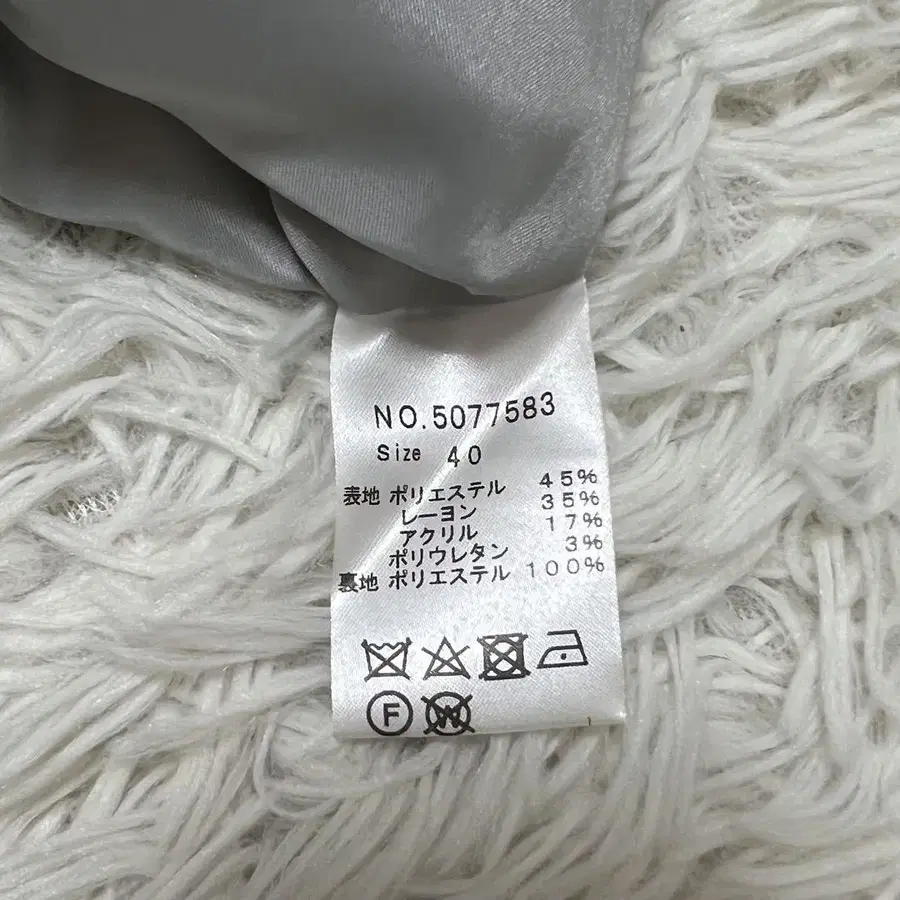 NO.5077583
Size 40
表地 ポリエステル 45%
レーヨン 35%
アクリル 17%
ポリウレタン 3%
裏地 ポリエステル 100%
F W